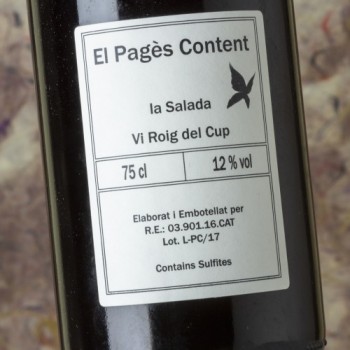 El Pagès Content
la Salada
Vi Roig del Cup
75 cl
12 % vol
Elaborat i Embotellat per
R.E.: 03.901.16.CAT
Lot. L-PC/17
Contains Sulfites